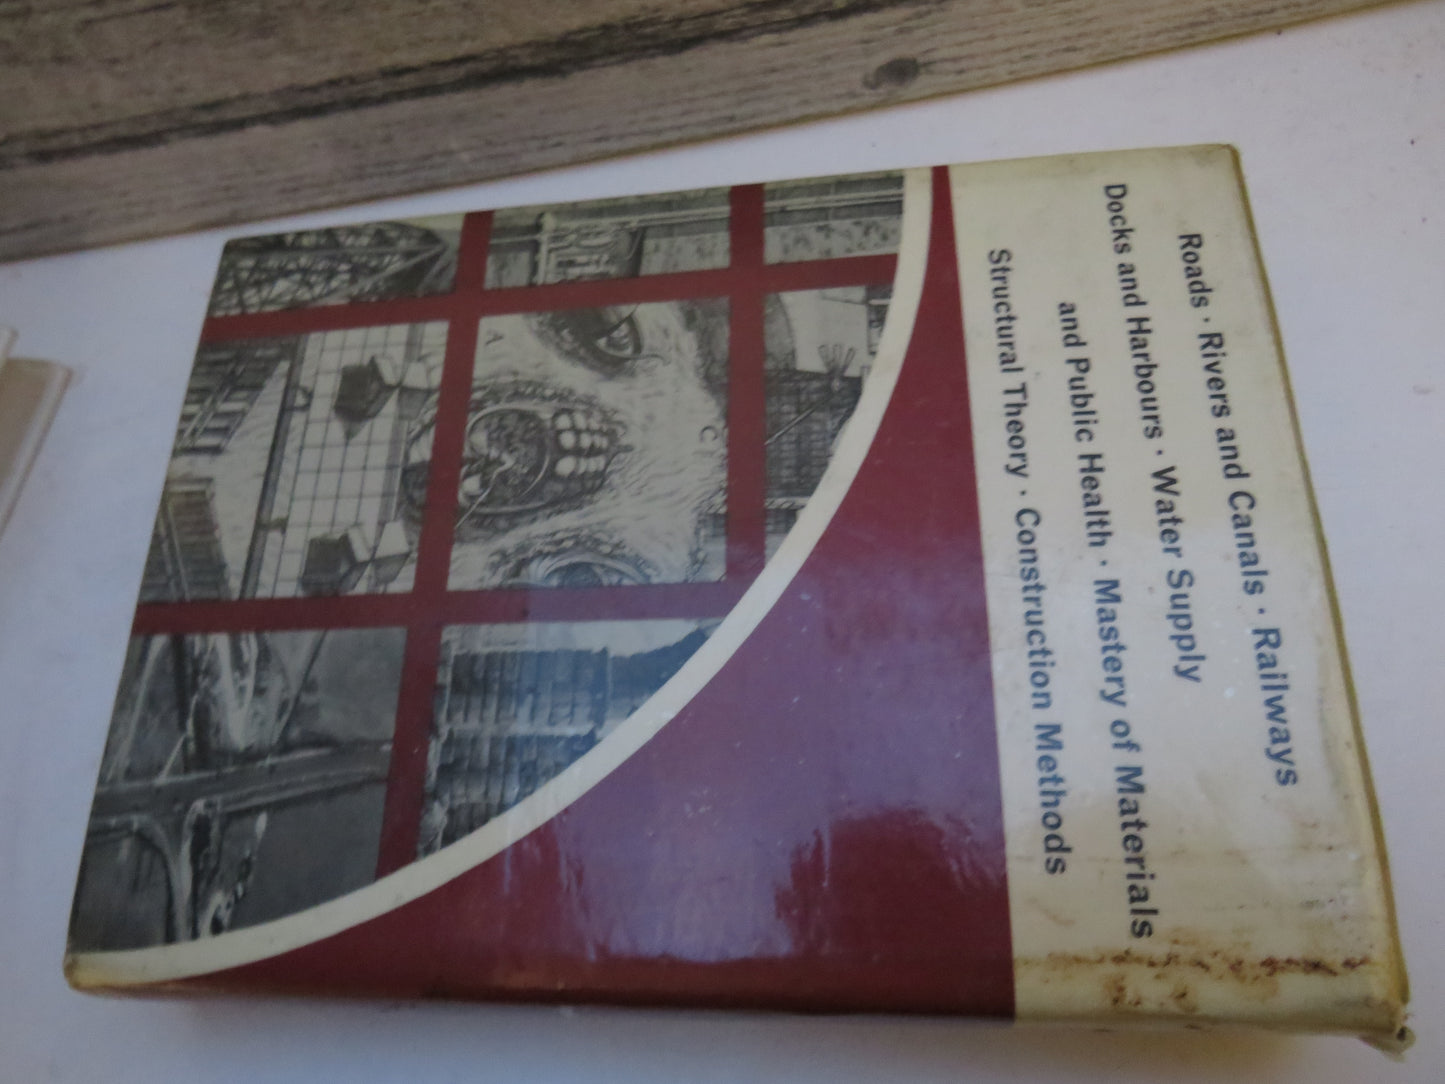 Roads · Rivers and Canals · Railways
Docks and Harbours · Water Supply
and Public Health · Mastery of Materials
Structural Theory · Construction Methods
A
C